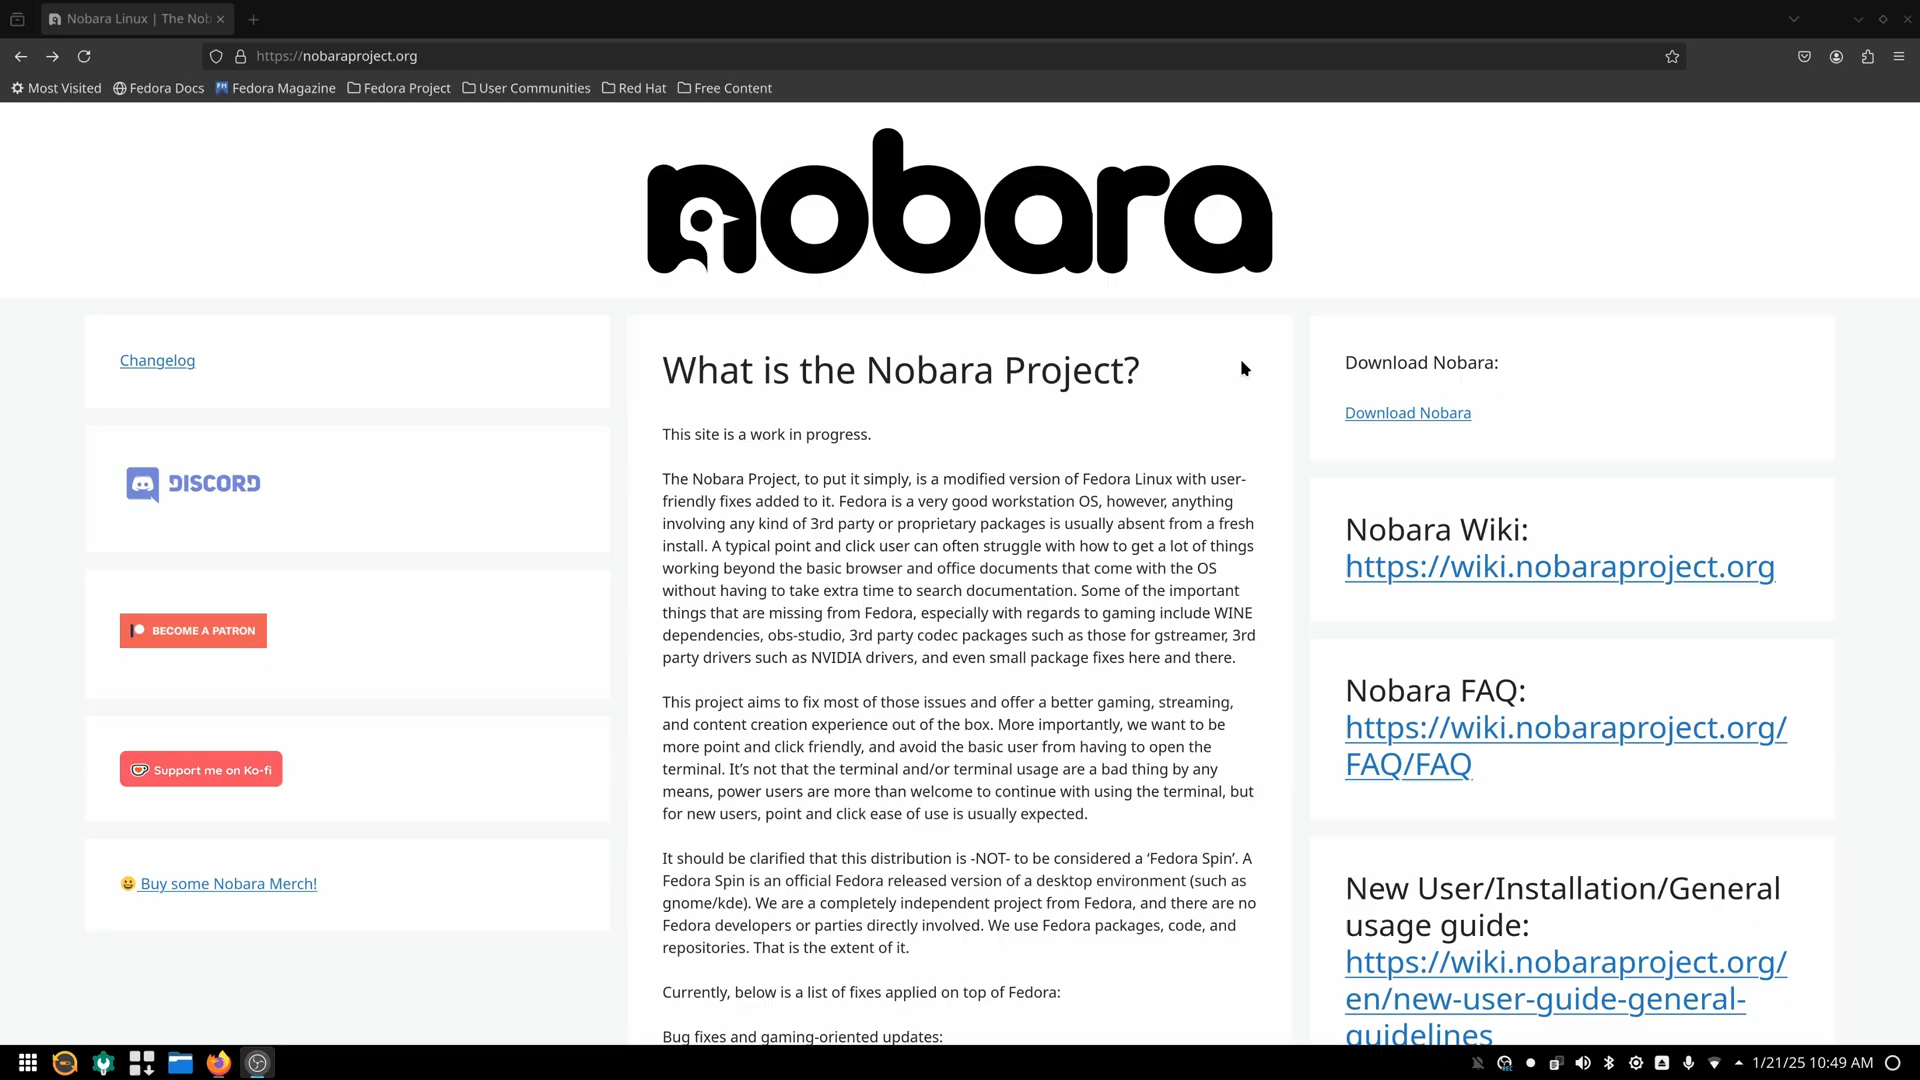 Nobara Linux | The Nob
https://nobaraproject.org
Most Visited Fedora Docs Fedora Magazine Fedora Project User Communities Red Hat Free Content
nobara
Changelog
DISCORD
BECOME A PATRON
Support me on Ko-fi
Buy some Nobara Merch!
What is the Nobara Project?
This site is a work in progress.
The Nobara Project, to put it simply, is a modified version of Fedora Linux with user-
friendly fixes added to it. Fedora is a very good workstation OS, however, anything
involving any kind of 3rd party or proprietary packages is usually absent from a fresh
install. A typical point and click user can often struggle with how to get a lot of things
working beyond the basic browser and office documents that come with the OS
without having to take extra time to search documentation. Some of the important
things that are missing from Fedora, especially with regards to gaming include WINE
dependencies, obs-studio, 3rd party codec packages such as those for gstreamer, 3rd
party drivers such as NVIDIA drivers, and even small package fixes here and there.
This project aims to fix most of those issues and offer a better gaming, streaming,
and content creation experience out of the box. More importantly, we want to be
more point and click friendly, and avoid the basic user from having to open the
terminal. It’s not that the terminal and/or terminal usage are a bad thing by any
means, power users are more than welcome to continue with using the terminal, but
for new users, point and click ease of use is usually expected.
It should be clarified that this distribution is -NOT- to be considered a ‘Fedora Spin’. A
Fedora Spin is an official Fedora released version of a desktop environment (such as
gnome/kde). We are a completely independent project from Fedora, and there are no
Fedora developers or parties directly involved. We use Fedora packages, code, and
repositories. That is the extent of it.
Currently, below is a list of fixes applied on top of Fedora:
Bug fixes and gaming-oriented updates:
Download Nobara:
Download Nobara
Nobara Wiki:
https://wiki.nobaraproject.org
Nobara FAQ:
https://wiki.nobaraproject.org/
FAQ/FAQ
New User/Installation/General
usage guide:
https://wiki.nobaraproject.org/
en/new-user-guide-general-
guidelines
1/21/25 10:49 AM